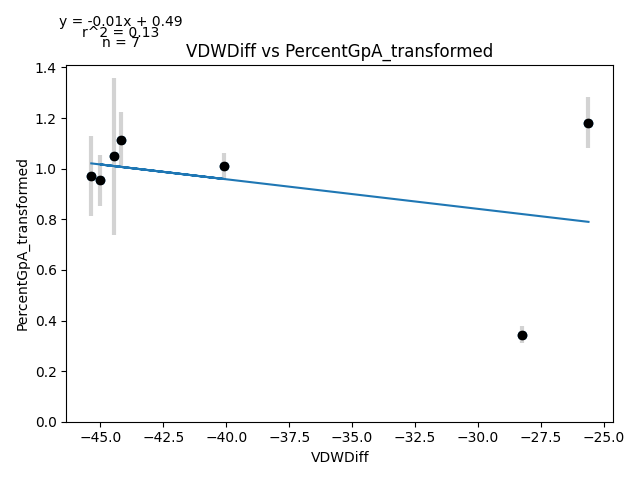 y = -0.01x + 0.49
r^2 = 0.13
n = 7
VDWDiff vs PercentGpA_transformed
1.4
1.2
1.0
0.8
0.6
0.4
0.2
0.0
PercentGpA_transformed
−45.0 −42.5 −40.0 −37.5 −35.0 −32.5 −30.0 −27.5 −25.0
VDWDiff